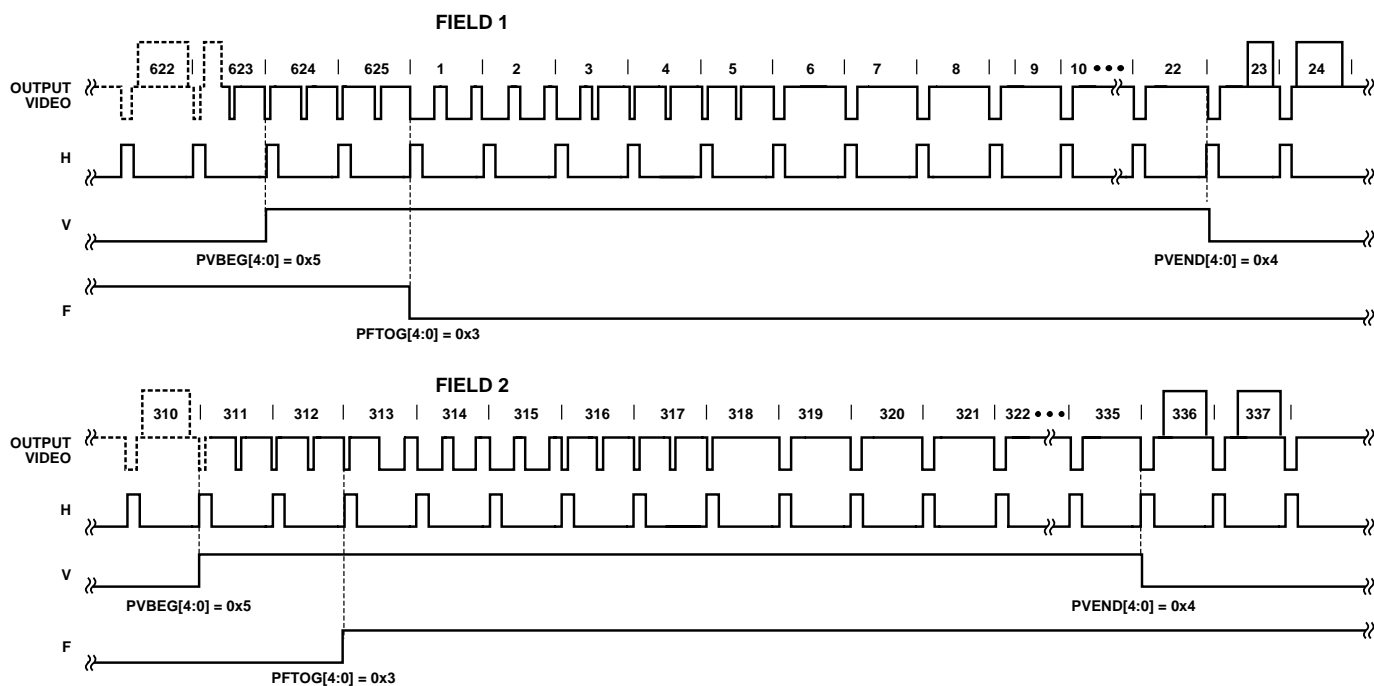 FIELD 1
622 | 623 | 624 | 625 | 1 | 2 | 3 | 4 | 5 | 6 | 7 | 8 | | 9 | 10 ••• | 22 | 23 | 24 |
OUTPUT
VIDEO
H
V
PVBEG[4:0] = 0x5
PVEND[4:0] = 0x4
F
PFTOG[4:0] = 0x3
FIELD 2
310 | 311 | 312 | 313 | 314 | 315 | 316 | 317 | 318 | 319 | 320 | 321 | 322 ••• | 335 | 336 | 337 |
OUTPUT
VIDEO
H
V
PVBEG[4:0] = 0x5
PVEND[4:0] = 0x4
F
PFTOG[4:0] = 0x3